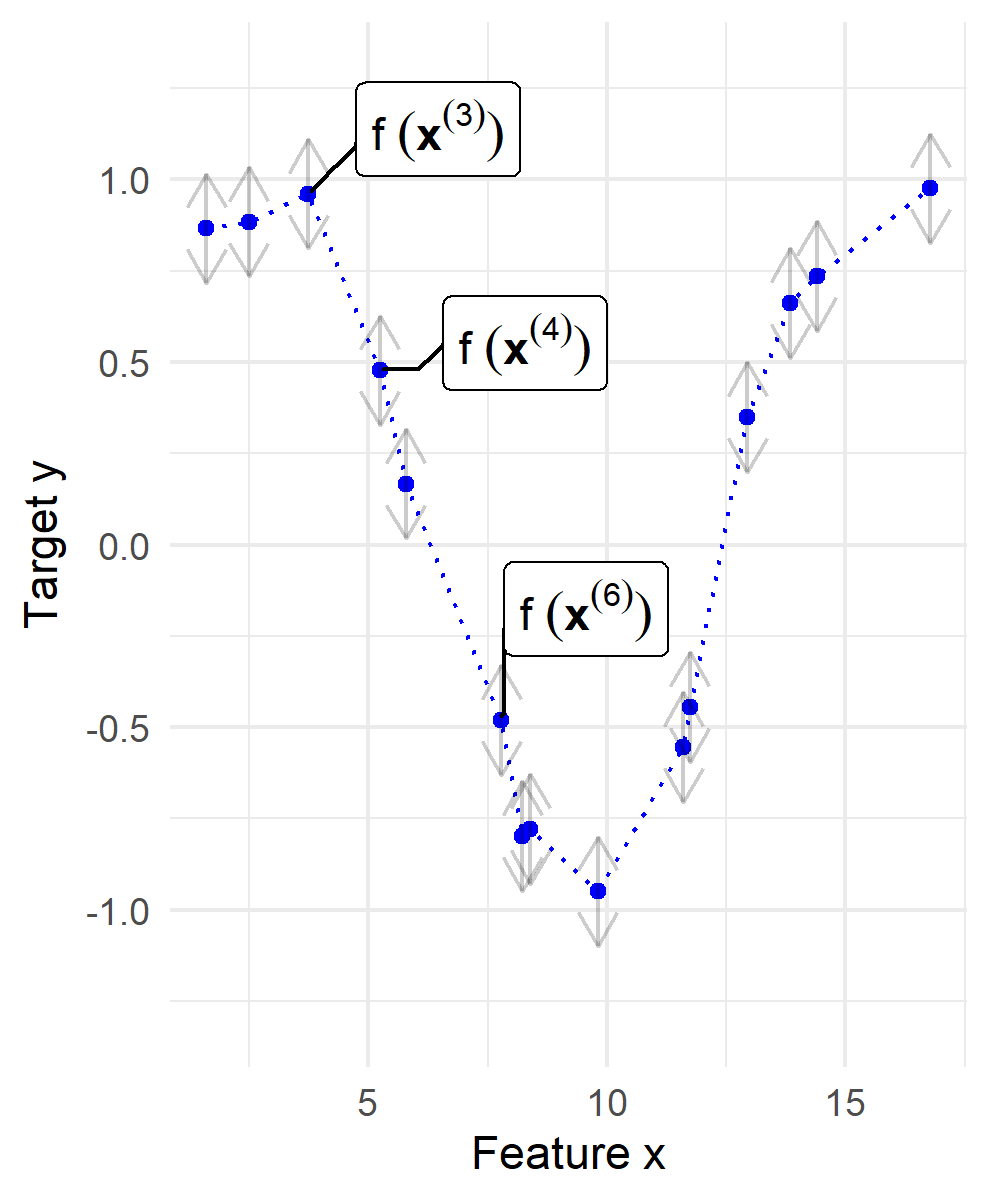 f (x⁽³⁾)
1.0
f (x⁽⁴⁾)
0.5
Target y
0.0
f (x⁽⁶⁾)
-0.5
-1.0
5 10 15
Feature x